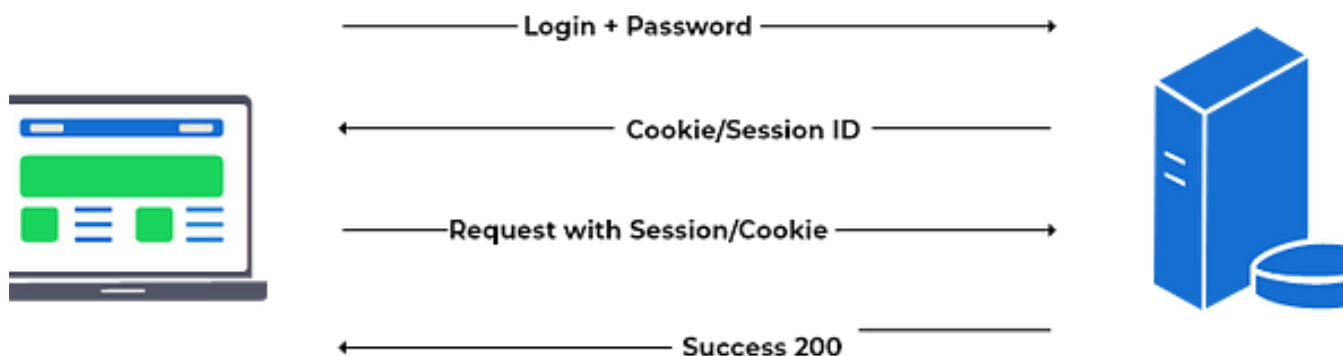 Login + Password
Cookie/Session ID
Request with Session/Cookie
Success 200